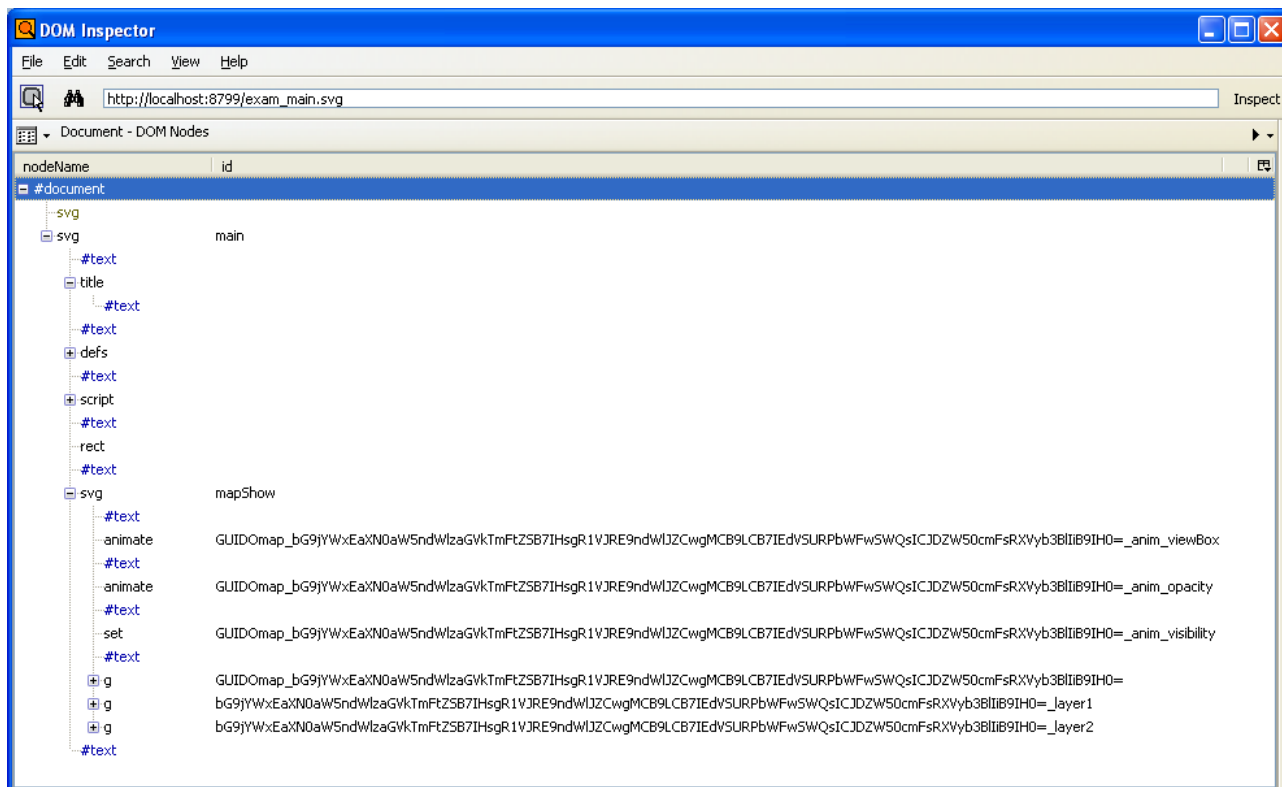 DOM Inspector
File Edit Search View Help
http://localhost:8799/exam_main.svg Inspect
Document - DOM Nodes
nodeName id
#document
svg
svg main
#text
title
#text
#text
defs
#text
script
#text
rect
#text
svg mapShow
#text
animate GUIDOmap_bG9jYWxEaXN0aW5ndWlzaGVkTmFtZSB7IHsgR1VJRE9ndWlJZCwgMCB9LCB7IEdVSURPbWFwSWQsICJDZW50cmFsRXVyb3BlIiB9IH0=_anim_viewBox
#text
animate GUIDOmap_bG9jYWxEaXN0aW5ndWlzaGVkTmFtZSB7IHsgR1VJRE9ndWlJZCwgMCB9LCB7IEdVSURPbWFwSWQsICJDZW50cmFsRXVyb3BlIiB9IH0=_anim_opacity
#text
set GUIDOmap_bG9jYWxEaXN0aW5ndWlzaGVkTmFtZSB7IHsgR1VJRE9ndWlJZCwgMCB9LCB7IEdVSURPbWFwSWQsICJDZW50cmFsRXVyb3BlIiB9IH0=_anim_visibility
#text
g GUIDOmap_bG9jYWxEaXN0aW5ndWlzaGVkTmFtZSB7IHsgR1VJRE9ndWlJZCwgMCB9LCB7IEdVSURPbWFwSWQsICJDZW50cmFsRXVyb3BlIiB9IH0=
g bG9jYWxEaXN0aW5ndWlzaGVkTmFtZSB7IHsgR1VJRE9ndWlJZCwgMCB9LCB7IEdVSURPbWFwSWQsICJDZW50cmFsRXVyb3BlIiB9IH0=_layer1
g bG9jYWxEaXN0aW5ndWlzaGVkTmFtZSB7IHsgR1VJRE9ndWlJZCwgMCB9LCB7IEdVSURPbWFwSWQsICJDZW50cmFsRXVyb3BlIiB9IH0=_layer2
#text